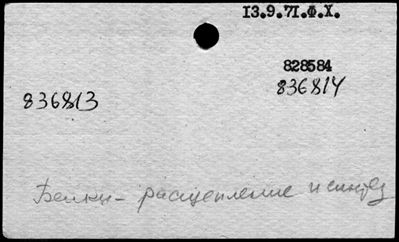 13.9.71.Ф.Х.
828584
836814
836813
Белки – расщепление и синтез